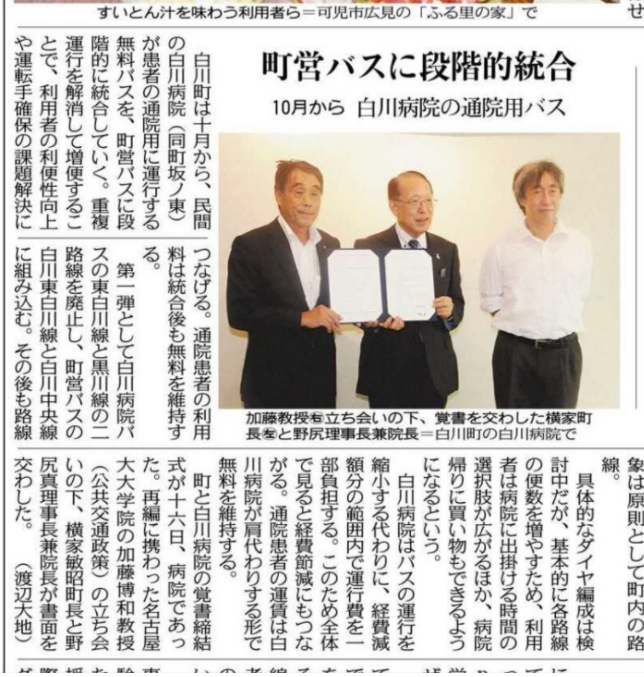 すいとん汁を味わう利用者ら＝可児市広見の「ふる里の家」で
せ
町営バスに段階的統合
10月から 白川病院の通院用バス
白川町は十月から、民間
の白川病院（同町坂ノ東）
が患者の通院用に運行する
無料バスを、町営バスに段
階的に統合していく。重複
運行を解消して増便するこ
とで、利用者の利便性向上
や運転手確保の課題解決に
つなげる。通院患者の利用
料は統合後も無料を維持す
る。
第一弾として白川病院バ
スの東白川線と黒川線の二
路線を廃止し、町営バスの
白川東白川線と白川中央線
に組み込む。その後も路線
加藤教授㊨立ち会いの下、覚書を交わした横家町
長㊧と野尻理事長兼院長＝白川町の白川病院で
象は原則として町内の路
線。
具体的なダイヤ編成は検
討中だが、基本的に各路線
の便数を増やすため、利用
者は病院に出掛ける時間の
選択肢が広がるほか、病院
帰りに買い物もできるよう
になるという。
白川病院はバスの運行を
縮小する代わりに、経費減
額分の範囲内で運行費を一
部負担する。このため全体
で見ると経費節減にもつな
がる。通院患者の運賃は白
川病院が肩代わりする形で
無料を維持する。
町と白川病院の覚書締結
式が十六日、病院であっ
た。再編に携わった名古屋
大大学院の加藤博和教授
（公共交通政策）の立ち会
いの下、横家敏昭町長と野
尻真理事長兼院長が書面を
交わした。（渡辺大地）